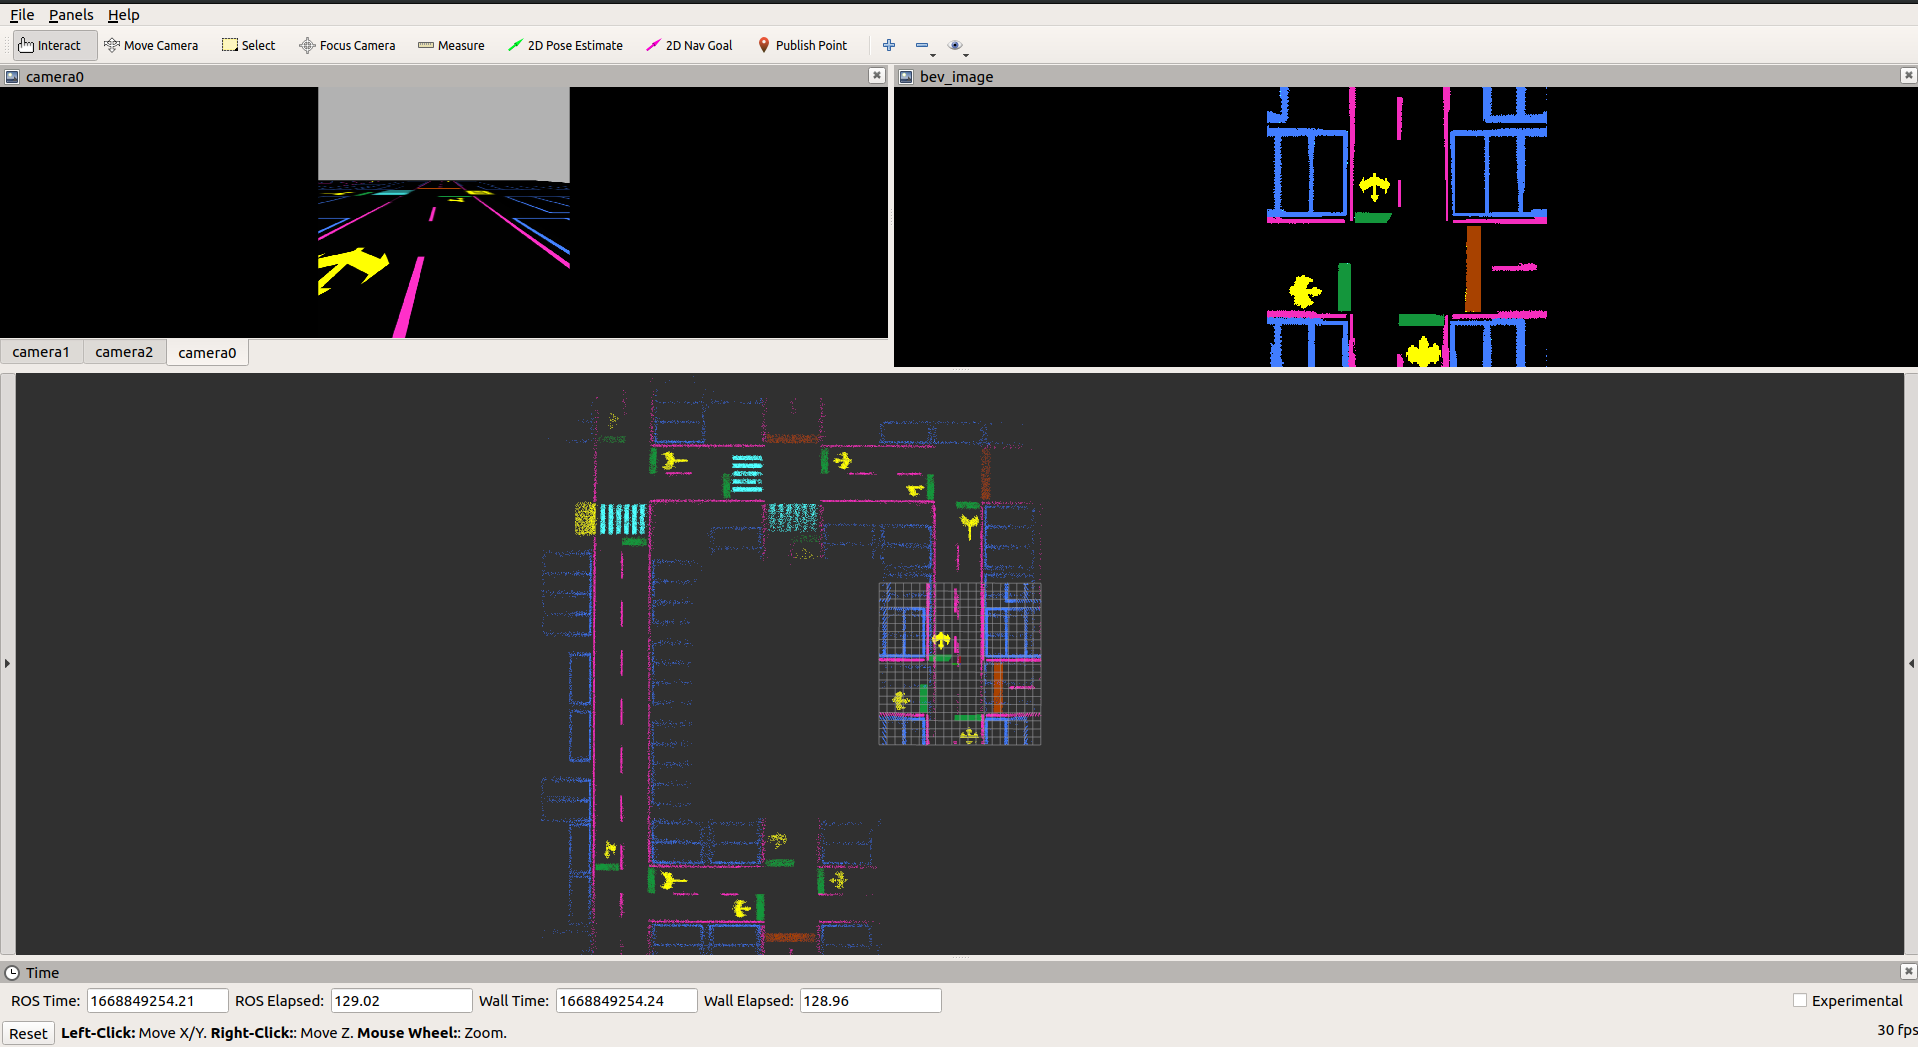 File Panels Help
Interact Move Camera Select Focus Camera Measure 2D Pose Estimate 2D Nav Goal Publish Point
camera0
bev_image
camera1 camera2 camera0
Time
ROS Time: 1668849254.21 ROS Elapsed: 129.02 Wall Time: 1668849254.24 Wall Elapsed: 128.96 Experimental
Reset Left-Click: Move X/Y. Right-Click:: Move Z. Mouse Wheel:: Zoom. 30 fps